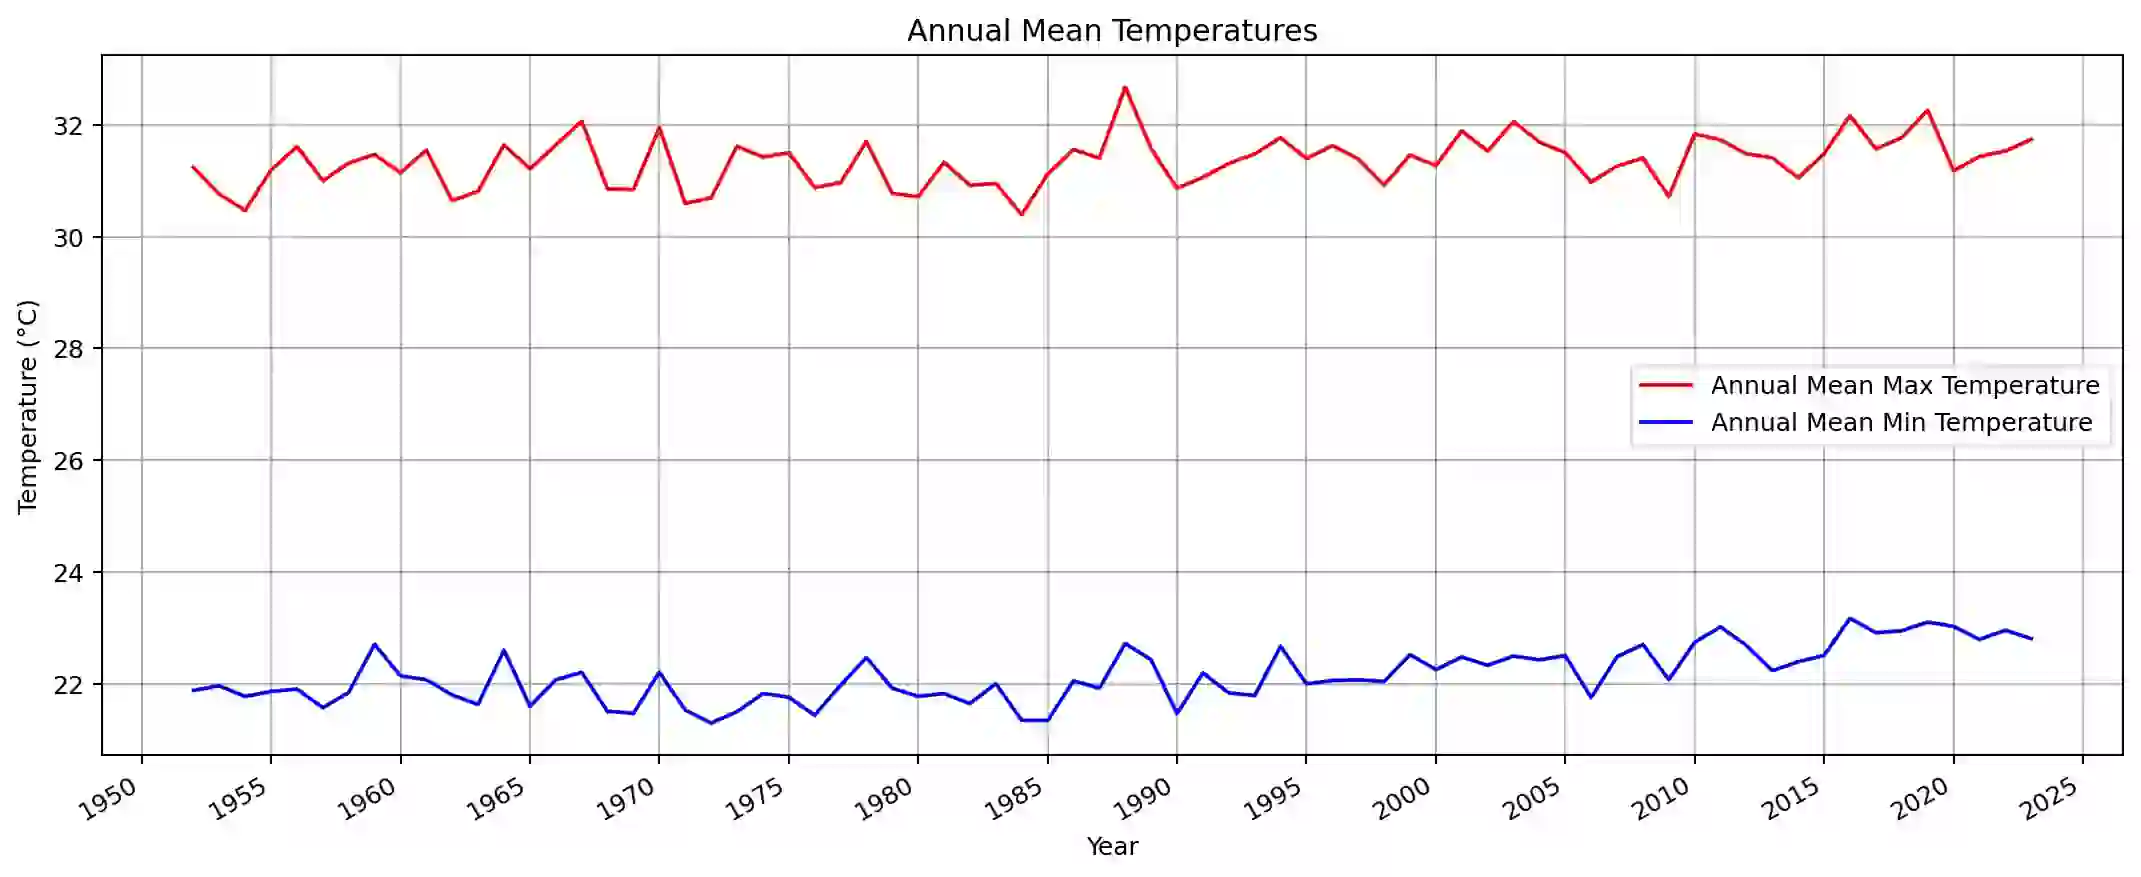 Annual Mean Temperatures
32
30
28
26
24
22
Temperature (°C)
Annual Mean Max Temperature
Annual Mean Min Temperature
1950 1955 1960 1965 1970 1975 1980 1985 1990 1995 2000 2005 2010 2015 2020 2025
Year